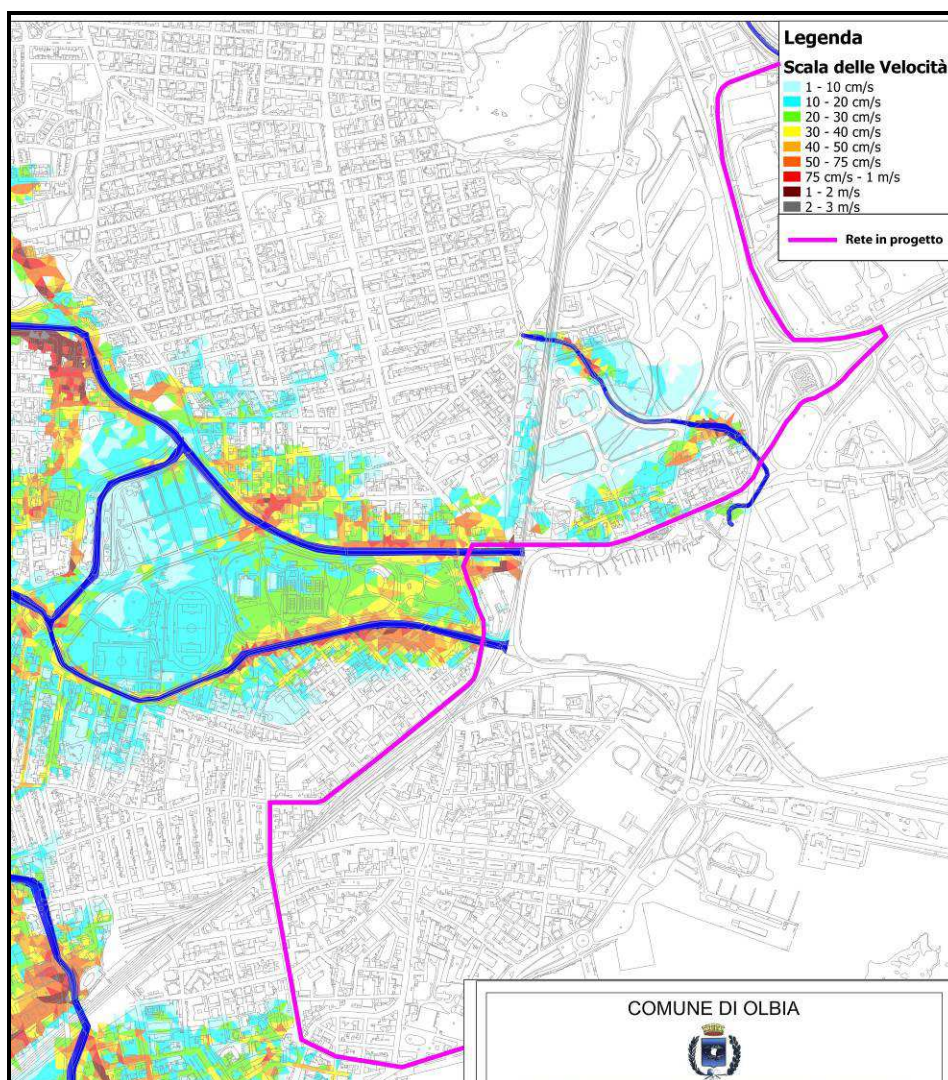 Legenda
Scala delle Velocità
1 - 10 cm/s
10 - 20 cm/s
20 - 30 cm/s
30 - 40 cm/s
40 - 50 cm/s
50 - 75 cm/s
75 cm/s - 1 m/s
1 - 2 m/s
2 - 3 m/s
Rete in progetto
COMUNE DI OLBIA